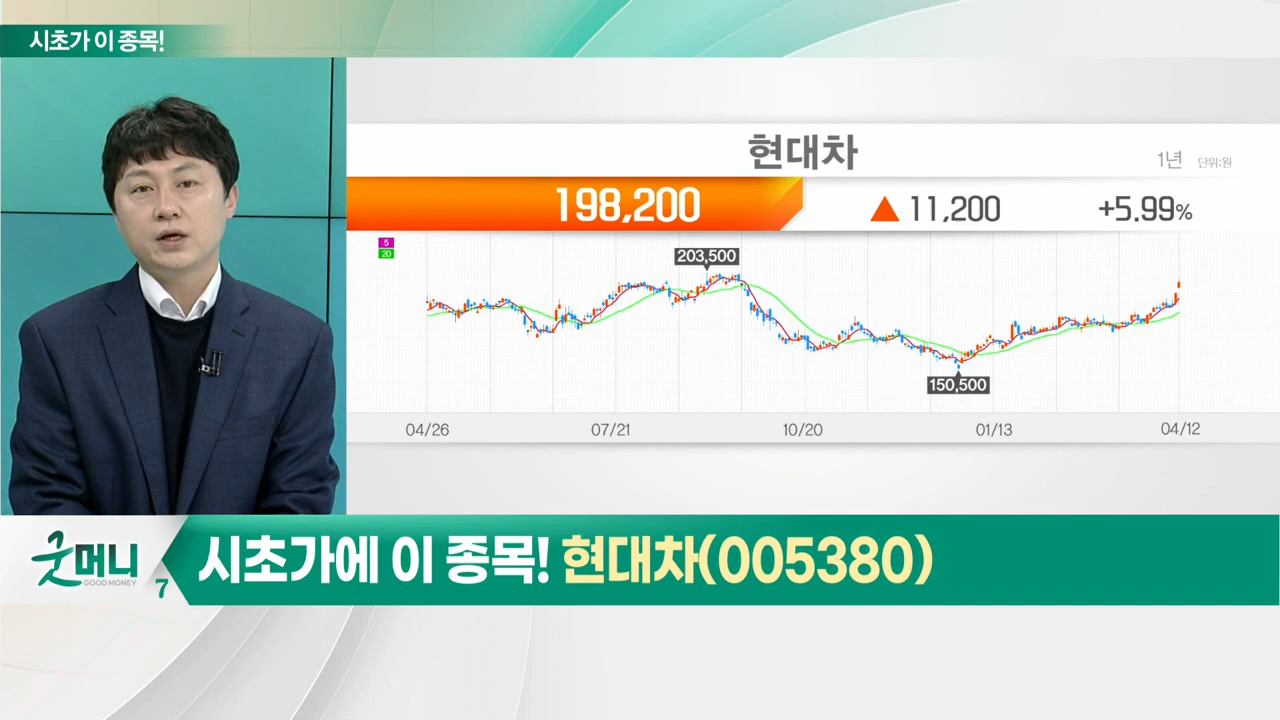 시초가 이 종목!
현대차
1년 단위:원
198,200 ▲ 11,200 +5.99%
5
20
203,500
150,500
04/26 07/21 10/20 01/13 04/12
굿머니
GOOD MONEY
7
시초가에 이 종목! 현대차(005380)